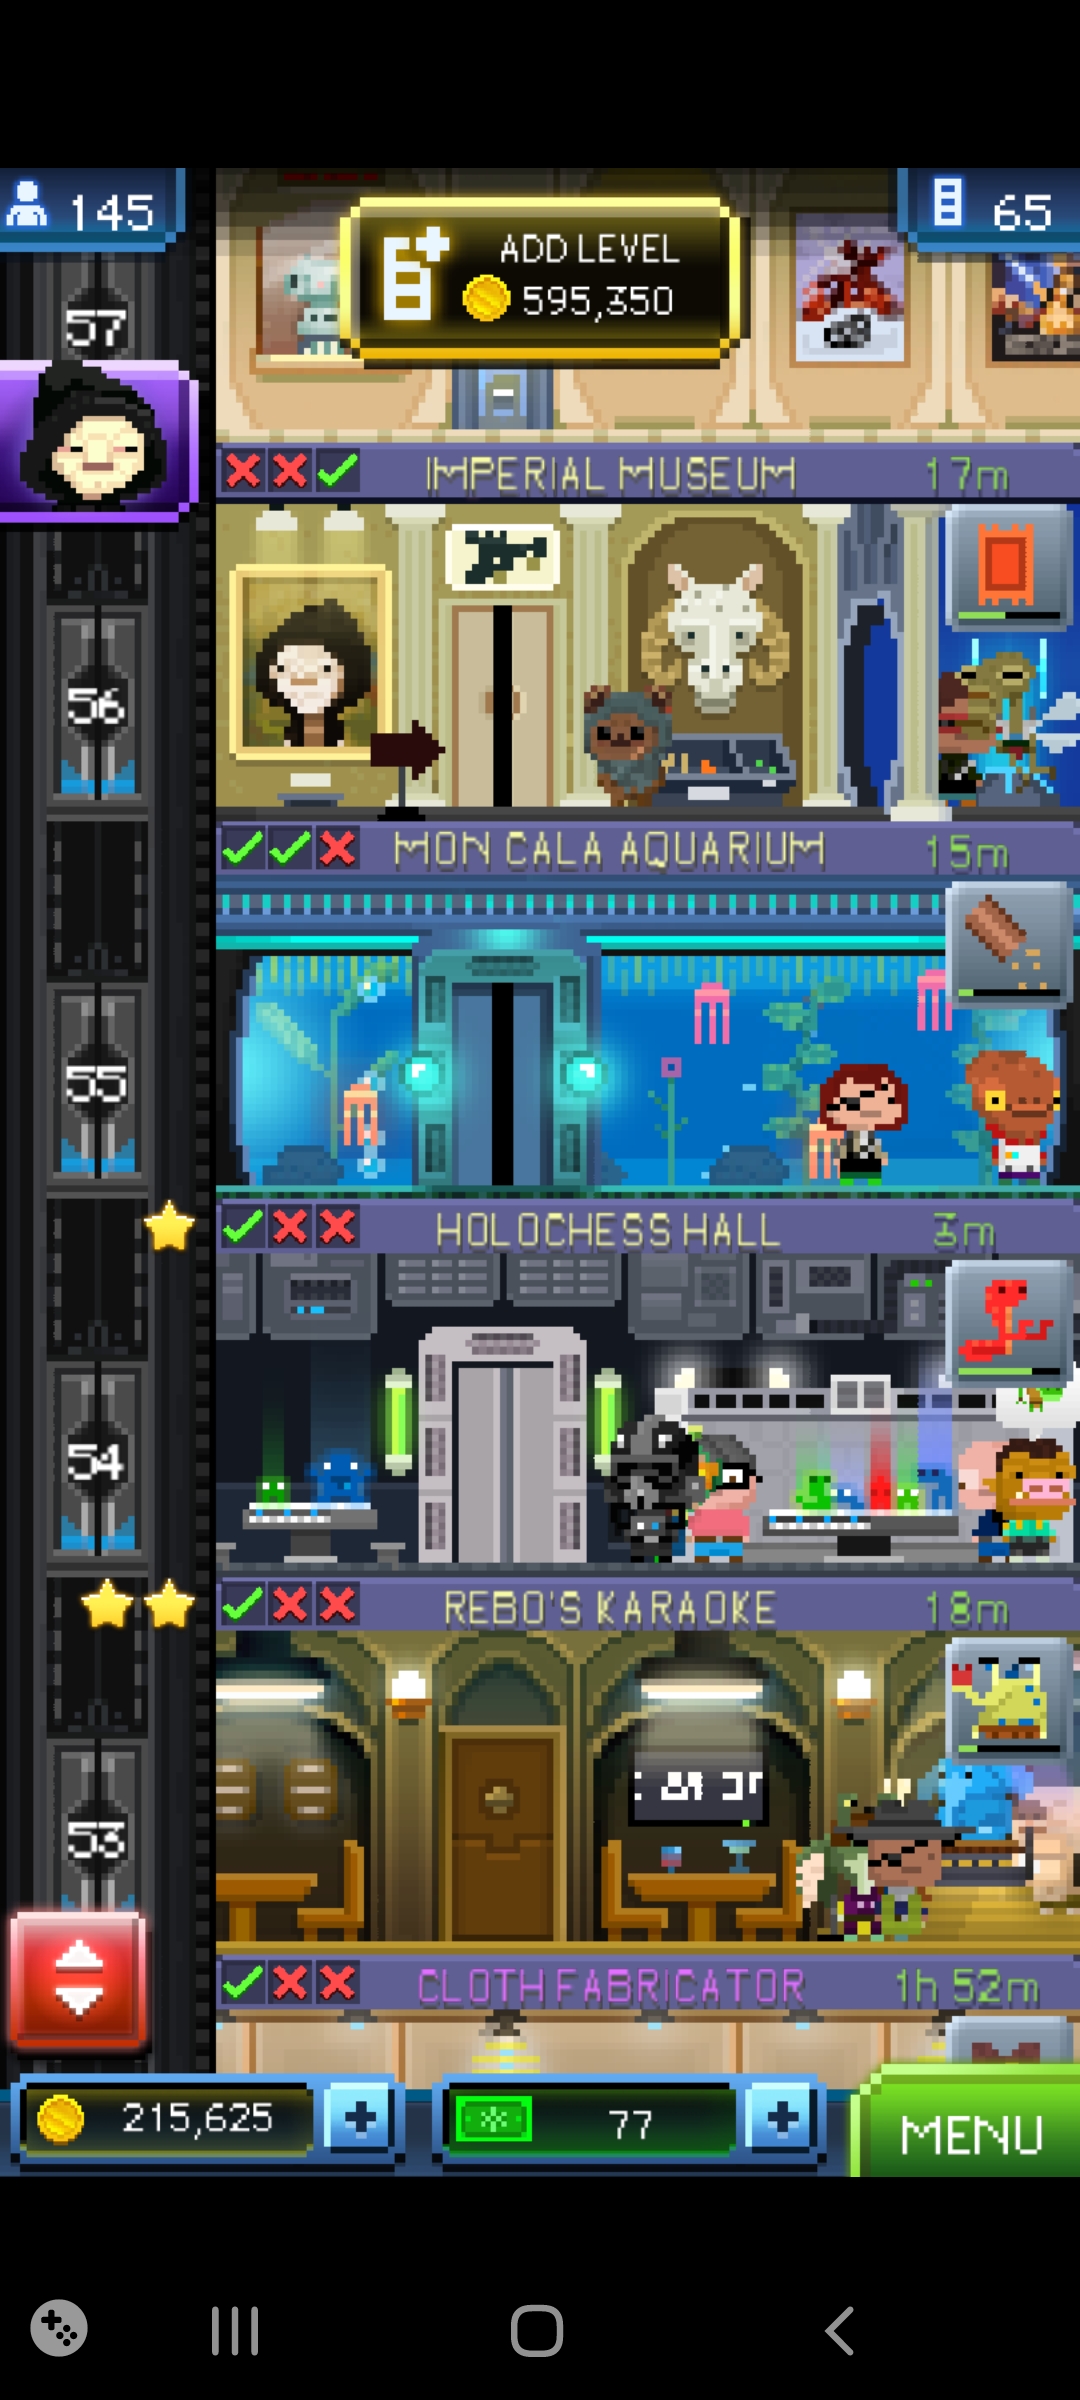 145
65
ADD LEVEL
595,350
57
IMPERIAL MUSEUM 17m
56
MON CALA AQUARIUM 15m
55
HOLOCHESS HALL 3m
54
REBO'S KARAOKE 18m
53
CLOTH FABRICATOR 1h 52m
215,625
77
MENU